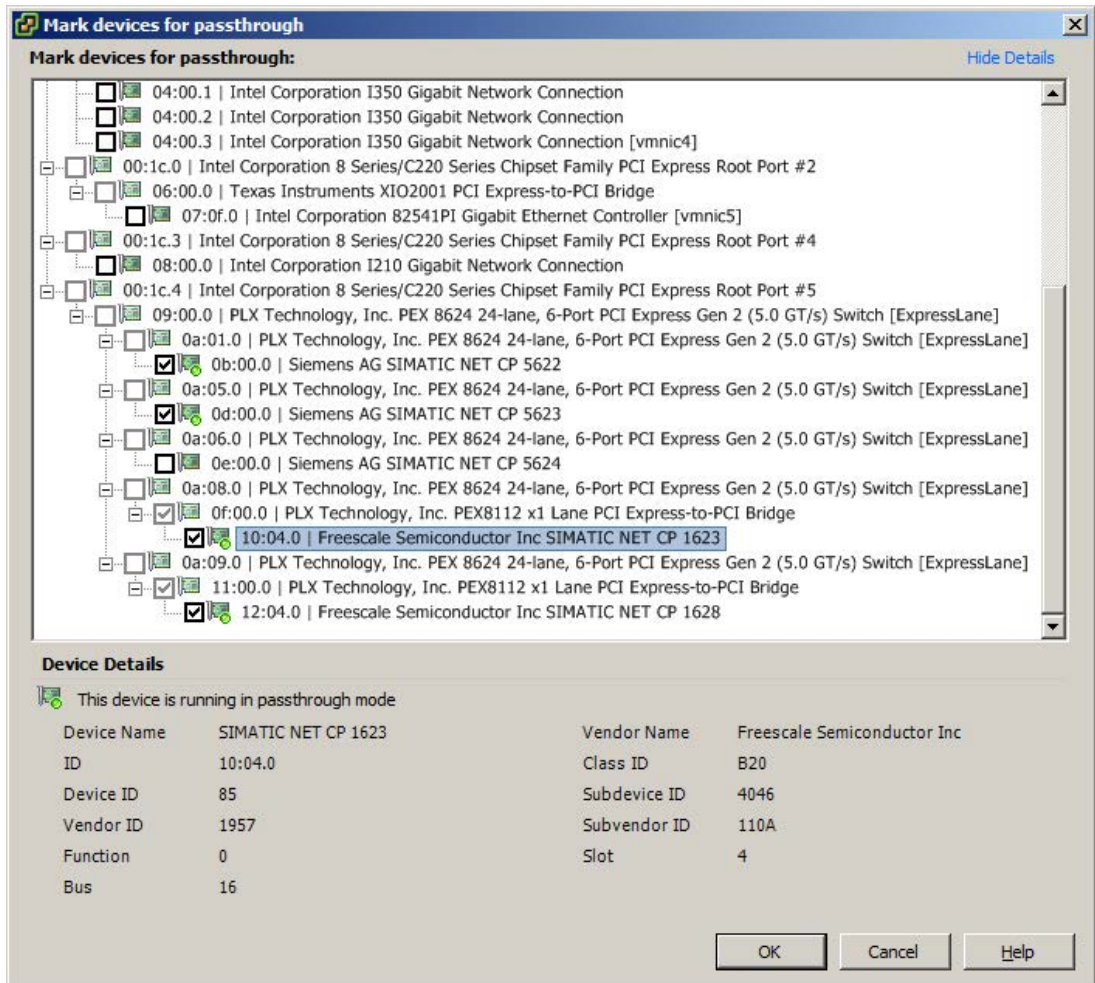 Mark devices for passthrough
Mark devices for passthrough: Hide Details
04:00.1 | Intel Corporation I350 Gigabit Network Connection
04:00.2 | Intel Corporation I350 Gigabit Network Connection
04:00.3 | Intel Corporation I350 Gigabit Network Connection [vmnic4]
00:1c.0 | Intel Corporation 8 Series/C220 Series Chipset Family PCI Express Root Port #2
06:00.0 | Texas Instruments XIO2001 PCI Express-to-PCI Bridge
07:0f.0 | Intel Corporation 82541PI Gigabit Ethernet Controller [vmnic5]
00:1c.3 | Intel Corporation 8 Series/C220 Series Chipset Family PCI Express Root Port #4
08:00.0 | Intel Corporation I210 Gigabit Network Connection
00:1c.4 | Intel Corporation 8 Series/C220 Series Chipset Family PCI Express Root Port #5
09:00.0 | PLX Technology, Inc. PEX 8624 24-lane, 6-Port PCI Express Gen 2 (5.0 GT/s) Switch [ExpressLane]
0a:01.0 | PLX Technology, Inc. PEX 8624 24-lane, 6-Port PCI Express Gen 2 (5.0 GT/s) Switch [ExpressLane]
0b:00.0 | Siemens AG SIMATIC NET CP 5622
0a:05.0 | PLX Technology, Inc. PEX 8624 24-lane, 6-Port PCI Express Gen 2 (5.0 GT/s) Switch [ExpressLane]
0d:00.0 | Siemens AG SIMATIC NET CP 5623
0a:06.0 | PLX Technology, Inc. PEX 8624 24-lane, 6-Port PCI Express Gen 2 (5.0 GT/s) Switch [ExpressLane]
0e:00.0 | Siemens AG SIMATIC NET CP 5624
0a:08.0 | PLX Technology, Inc. PEX 8624 24-lane, 6-Port PCI Express Gen 2 (5.0 GT/s) Switch [ExpressLane]
0f:00.0 | PLX Technology, Inc. PEX8112 x1 Lane PCI Express-to-PCI Bridge
10:04.0 | Freescale Semiconductor Inc SIMATIC NET CP 1623
0a:09.0 | PLX Technology, Inc. PEX 8624 24-lane, 6-Port PCI Express Gen 2 (5.0 GT/s) Switch [ExpressLane]
11:00.0 | PLX Technology, Inc. PEX8112 x1 Lane PCI Express-to-PCI Bridge
12:04.0 | Freescale Semiconductor Inc SIMATIC NET CP 1628
Device Details
This device is running in passthrough mode
Device Name SIMATIC NET CP 1623 Vendor Name Freescale Semiconductor Inc
ID 10:04.0 Class ID B20
Device ID 85 Subdevice ID 4046
Vendor ID 1957 Subvendor ID 110A
Function 0 Slot 4
Bus 16
OK Cancel Help